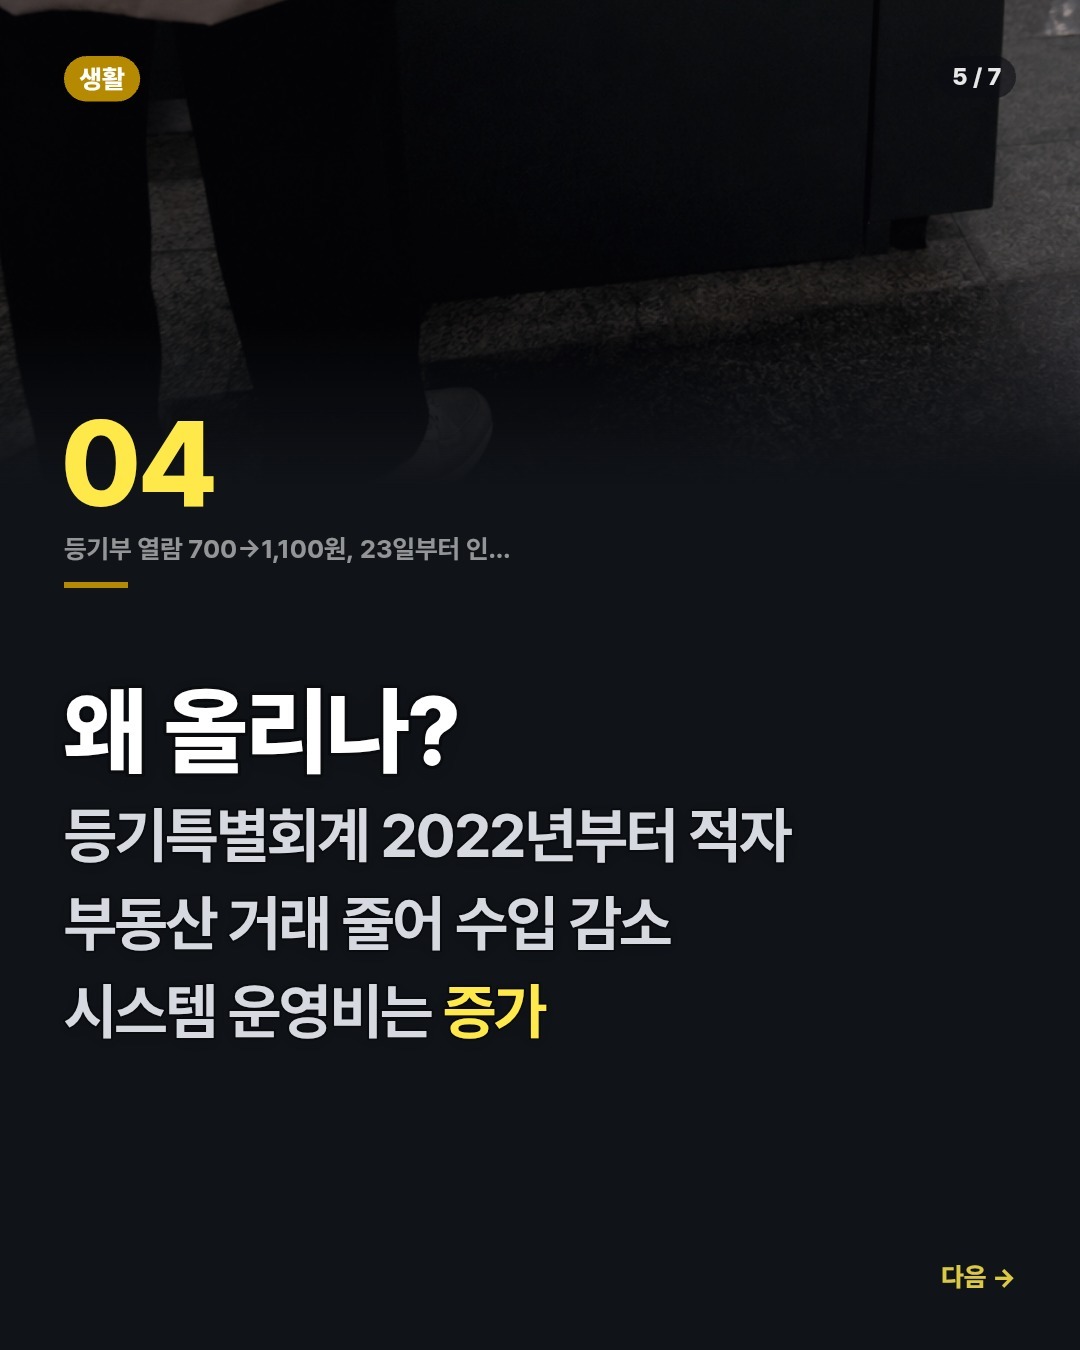 생활
5 / 7
04
등기부 열람 700→1,100원, 23일부터 인...
왜 올리나?
등기특별회계 2022년부터 적자
부동산 거래 줄어 수입 감소
시스템 운영비는 증가
다음 →